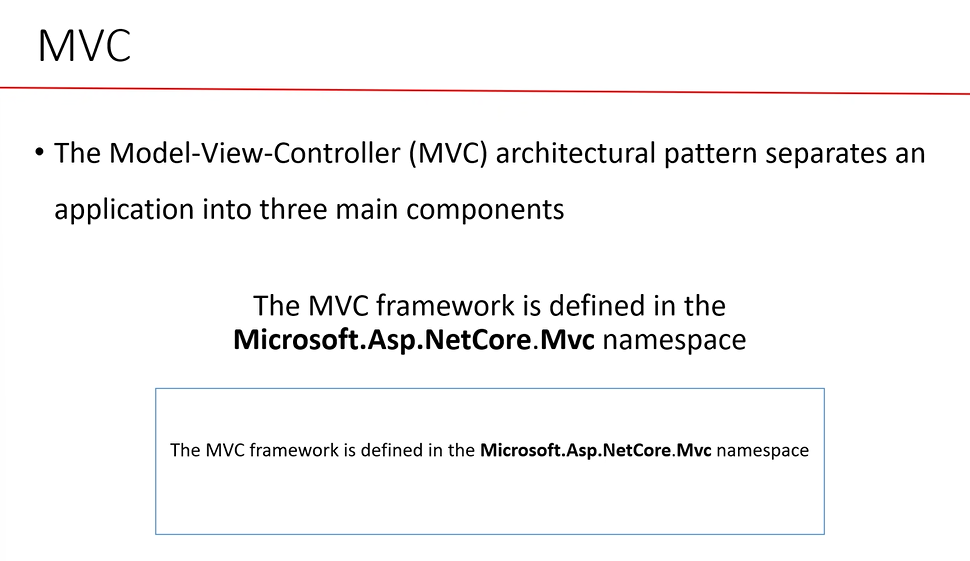 MVC
• The Model-View-Controller (MVC) architectural pattern separates an
application into three main components
The MVC framework is defined in the
Microsoft.Asp.NetCore.Mvc namespace
The MVC framework is defined in the Microsoft.Asp.NetCore.Mvc namespace